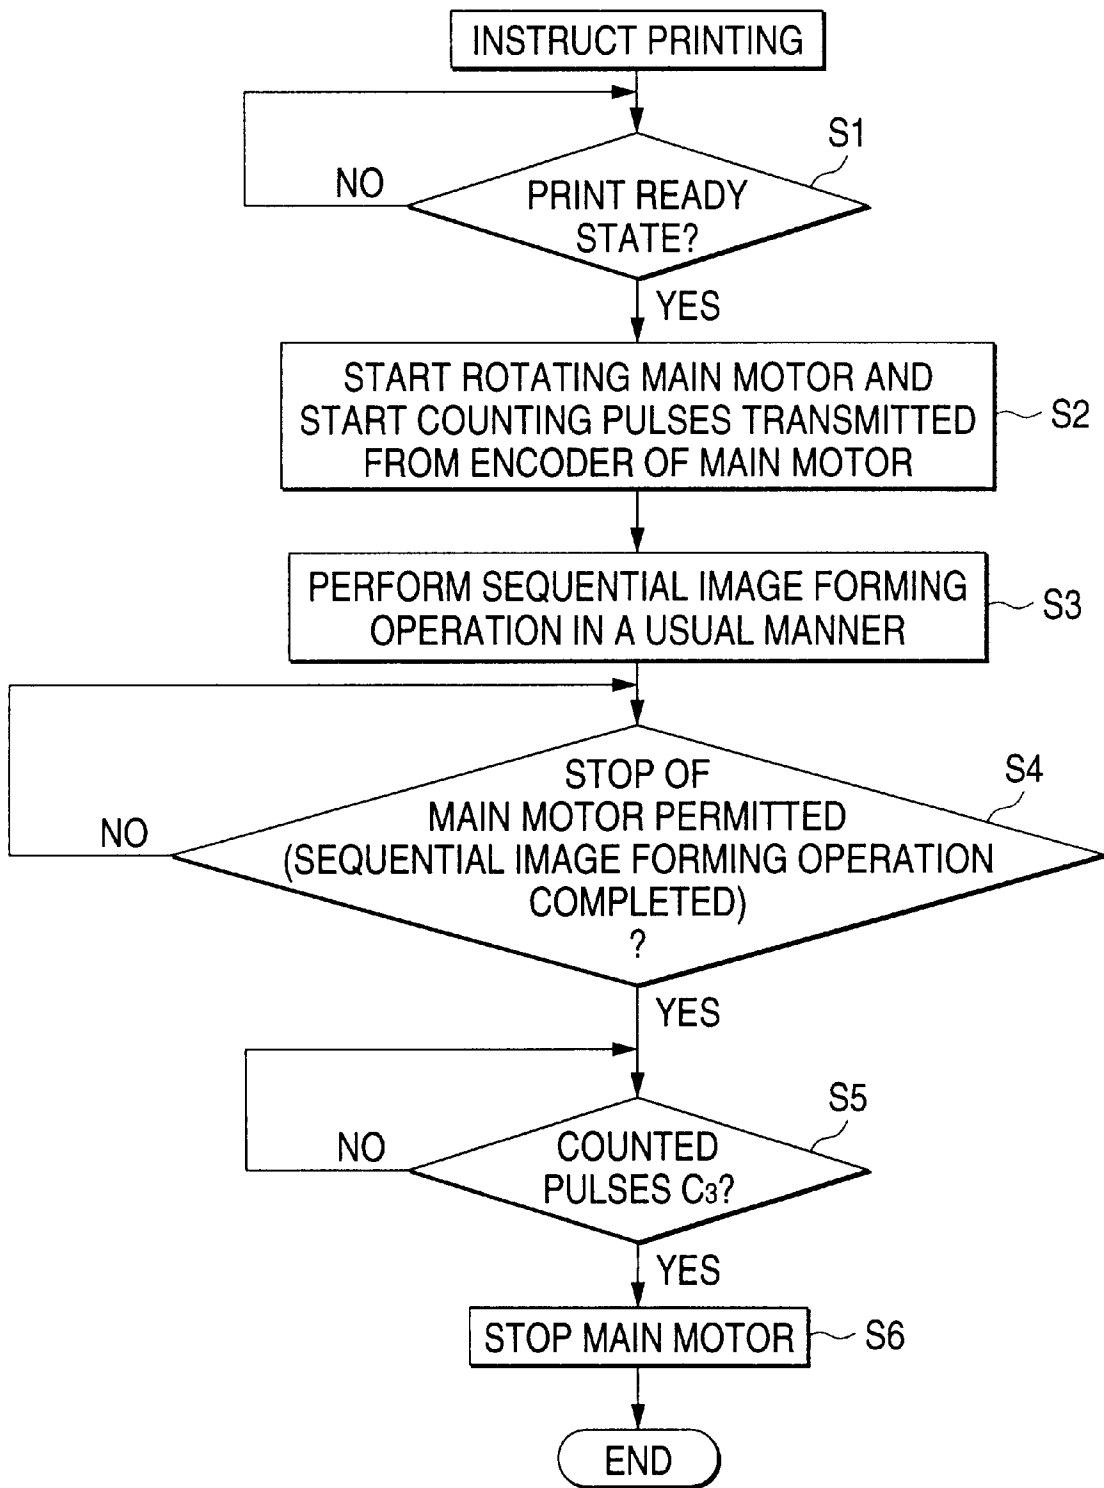 INSTRUCT PRINTING
S1
NO
PRINT READY
STATE?
YES
START ROTATING MAIN MOTOR AND
START COUNTING PULSES TRANSMITTED
FROM ENCODER OF MAIN MOTOR
S2
PERFORM SEQUENTIAL IMAGE FORMING
OPERATION IN A USUAL MANNER
S3
S4
STOP OF
MAIN MOTOR PERMITTED
(SEQUENTIAL IMAGE FORMING OPERATION
COMPLETED)
?
NO
YES
S5
NO
COUNTED
PULSES C3?
YES
STOP MAIN MOTOR
S6
END